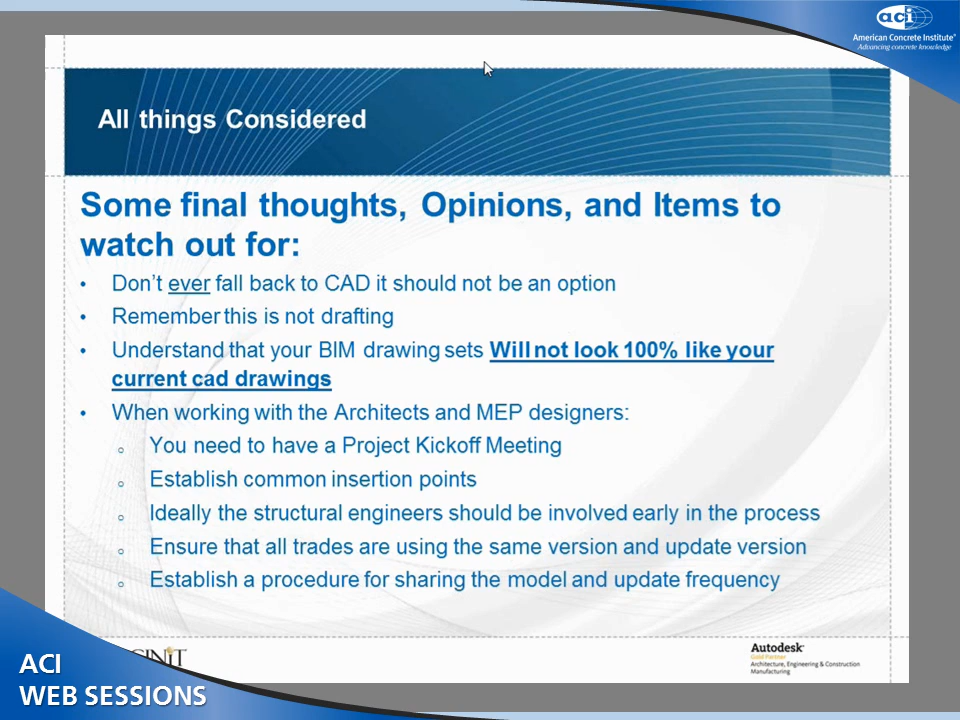 aci
American Concrete Institute®
Advancing concrete knowledge
All things Considered
Some final thoughts, Opinions, and Items to
watch out for:
• Don't ever fall back to CAD it should not be an option
• Remember this is not drafting
• Understand that your BIM drawing sets Will not look 100% like your
current cad drawings
• When working with the Architects and MEP designers:
o You need to have a Project Kickoff Meeting
o Establish common insertion points
o Ideally the structural engineers should be involved early in the process
o Ensure that all trades are using the same version and update version
o Establish a procedure for sharing the model and update frequency
Autodesk
Gold Partner
Architecture, Engineering & Construction
Manufacturing
ACI
WEB SESSIONS